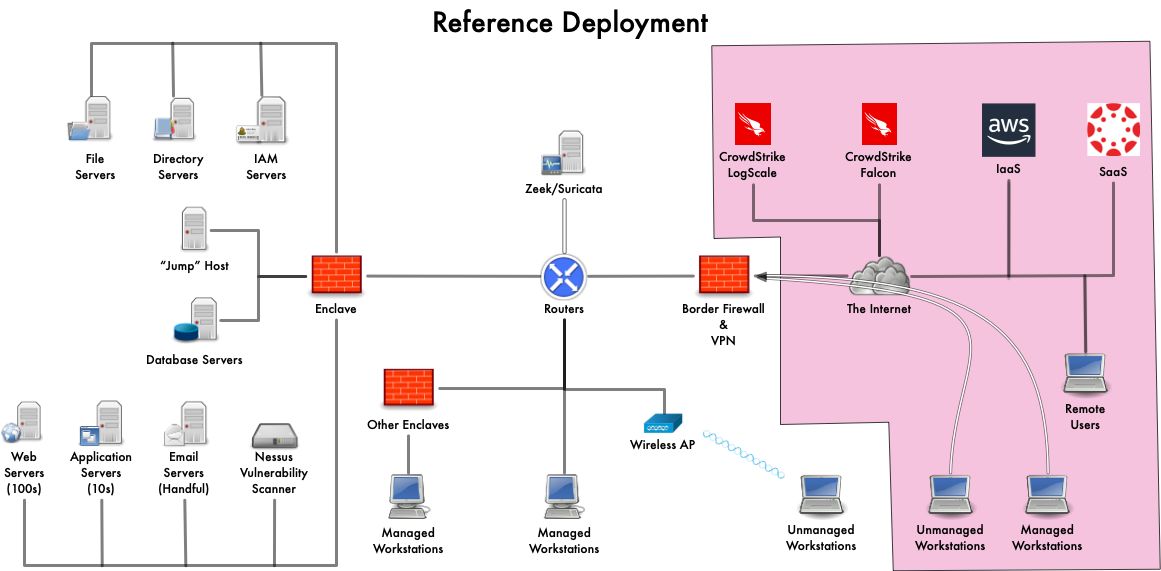 Reference Deployment
File
Servers
Directory
Servers
IAM
Servers
Zeek/Suricata
CrowdStrike
LogScale
CrowdStrike
Falcon
aws
IaaS
SaaS
"Jump" Host
Database Servers
Enclave
Routers
Border Firewall
&
VPN
The Internet
Remote
Users
Other Enclaves
Wireless AP
Web
Servers
(100s)
Application
Servers
(10s)
Email
Servers
(Handful)
Nessus
Vulnerability
Scanner
Managed
Workstations
Managed
Workstations
Unmanaged
Workstations
Unmanaged
Workstations
Managed
Workstations